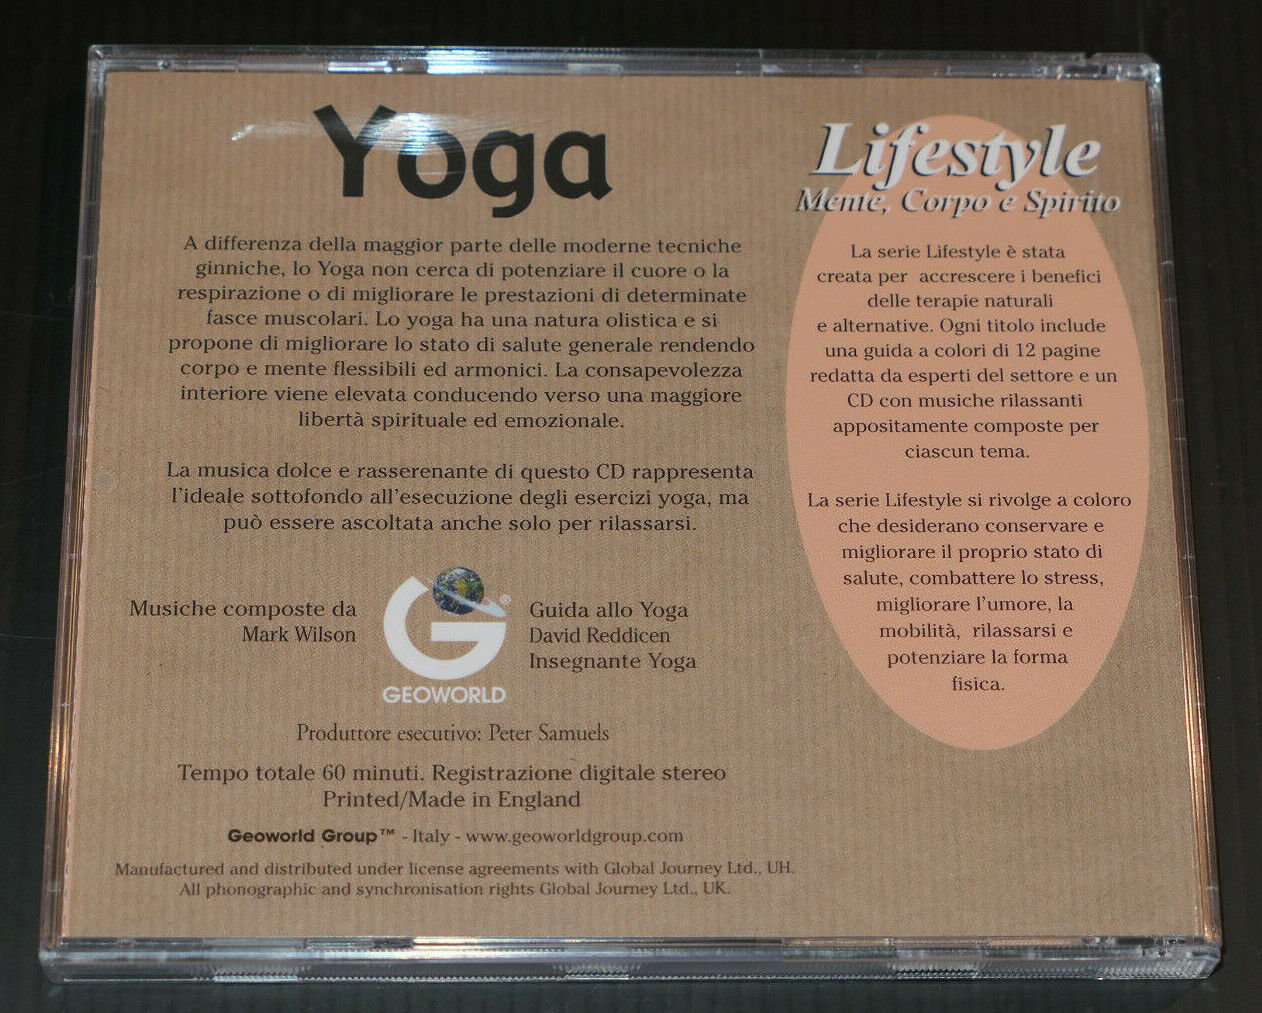 Yoga
A differenza della maggior parte delle moderne tecniche
ginniche, lo Yoga non cerca di potenziare il cuore o la
respirazione o di migliorare le prestazioni di determinate
fasce muscolari. Lo yoga ha una natura olistica e si
propone di migliorare lo stato di salute generale rendendo
corpo e mente flessibili ed armonici. La consapevolezza
interiore viene elevata conducendo verso una maggiore
libertà spirituale ed emozionale.
La musica dolce e rasserenante di questo CD rappresenta
l'ideale sottofondo all'esecuzione degli esercizi yoga, ma
può essere ascoltata anche solo per rilassarsi.
Musiche composte da
Mark Wilson
®
GEOWORLD
Guida allo Yoga
David Reddicen
Insegnante Yoga
Produttore esecutivo: Peter Samuels
Tempo totale 60 minuti. Registrazione digitale stereo
Printed/Made in England
Geoworld Group™ - Italy - www.geoworldgroup.com
Manufactured and distributed under license agreements with Global Journey Ltd., UH.
All phonographic and synchronisation rights Global Journey Ltd., UK.
Lifestyle
Mente, Corpo e Spirito
La serie Lifestyle è stata
creata per accrescere i benefici
delle terapie naturali
e alternative. Ogni titolo include
una guida a colori di 12 pagine
redatta da esperti del settore e un
CD con musiche rilassanti
appositamente composte per
ciascun tema.
La serie Lifestyle si rivolge a coloro
che desiderano conservare e
migliorare il proprio stato di
salute, combattere lo stress,
migliorare l'umore, la
mobilità, rilassarsi e
potenziare la forma
fisica.